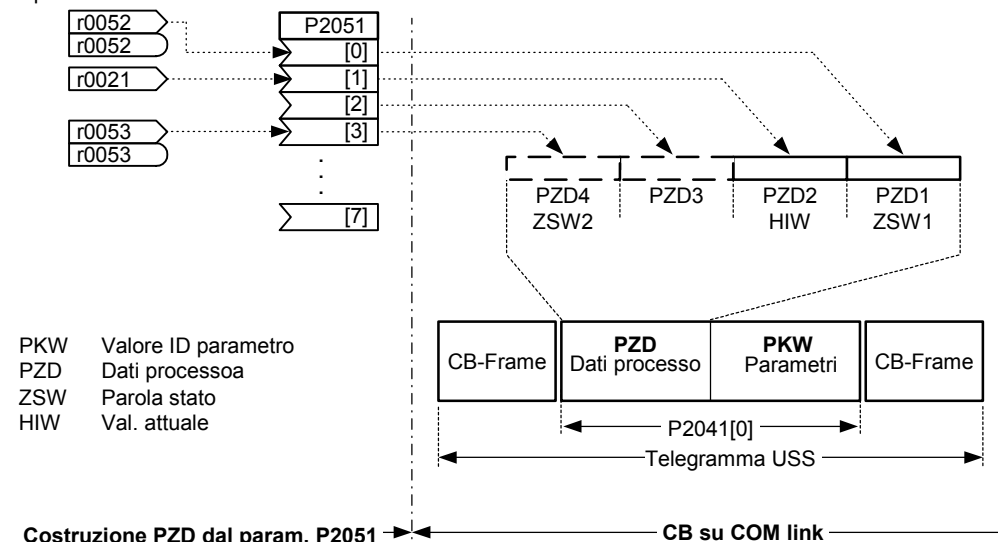 r0052
r0052
r0021
r0053
r0053
P2051
[0]
[1]
[2]
[3]
[7]
PZD4
ZSW2
PZD3
PZD2
HIW
PZD1
ZSW1
PKW Valore ID parametro
PZD Dati processoa
ZSW Parola stato
HIW Val. attuale
CB-Frame
PZD
Dati processo
PKW
Parametri
CB-Frame
P2041[0]
Telegramma USS
Costruzione PZD dal param. P2051
CB su COM link